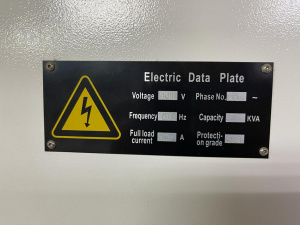 Electric Data Plate
Voltage V Phase No. ~
Frequency Hz Capacity KVA
Full load current A Protecti-on grade